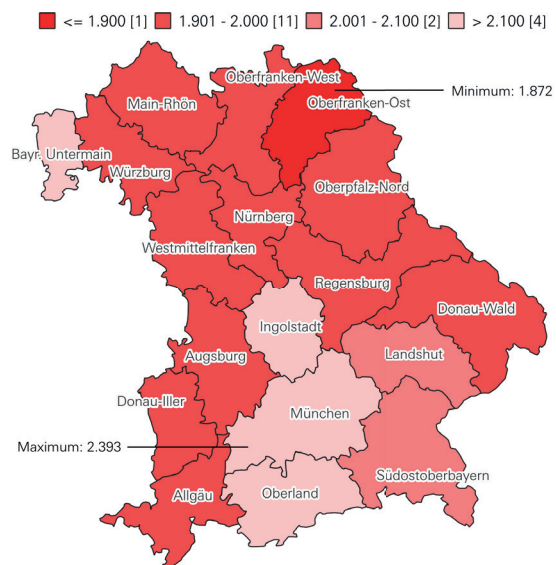 <= 1.900 [1] 1.901 - 2.000 [11] 2.001 - 2.100 [2] > 2.100 [4]
Oberfranken-West
Minimum: 1.872
Main-Rhön
Oberfranken-Ost
Bayr. Untermain
Würzburg
Oberpfalz-Nord
Nürnberg
Westmittelfranken
Regensburg
Donau-Wald
Ingolstadt
Augsburg
Landshut
Donau-Iller
München
Maximum: 2.393
Südostoberbayern
Allgäu
Oberland